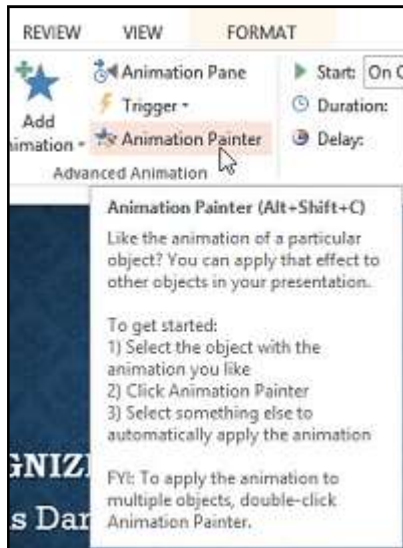 REVIEW VIEW FORMAT
Animation Pane
Start: On C
Trigger
Duration:
Add
imation
Animation Painter
Delay:
Advanced Animation
Animation Painter (Alt+Shift+C)
Like the animation of a particular
object? You can apply that effect to
other objects in your presentation.
To get started:
1) Select the object with the
animation you like
2) Click Animation Painter
3) Select something else to
automatically apply the animation
FYI: To apply the animation to
multiple objects, double-click
Animation Painter.
GNIZI
s Dar